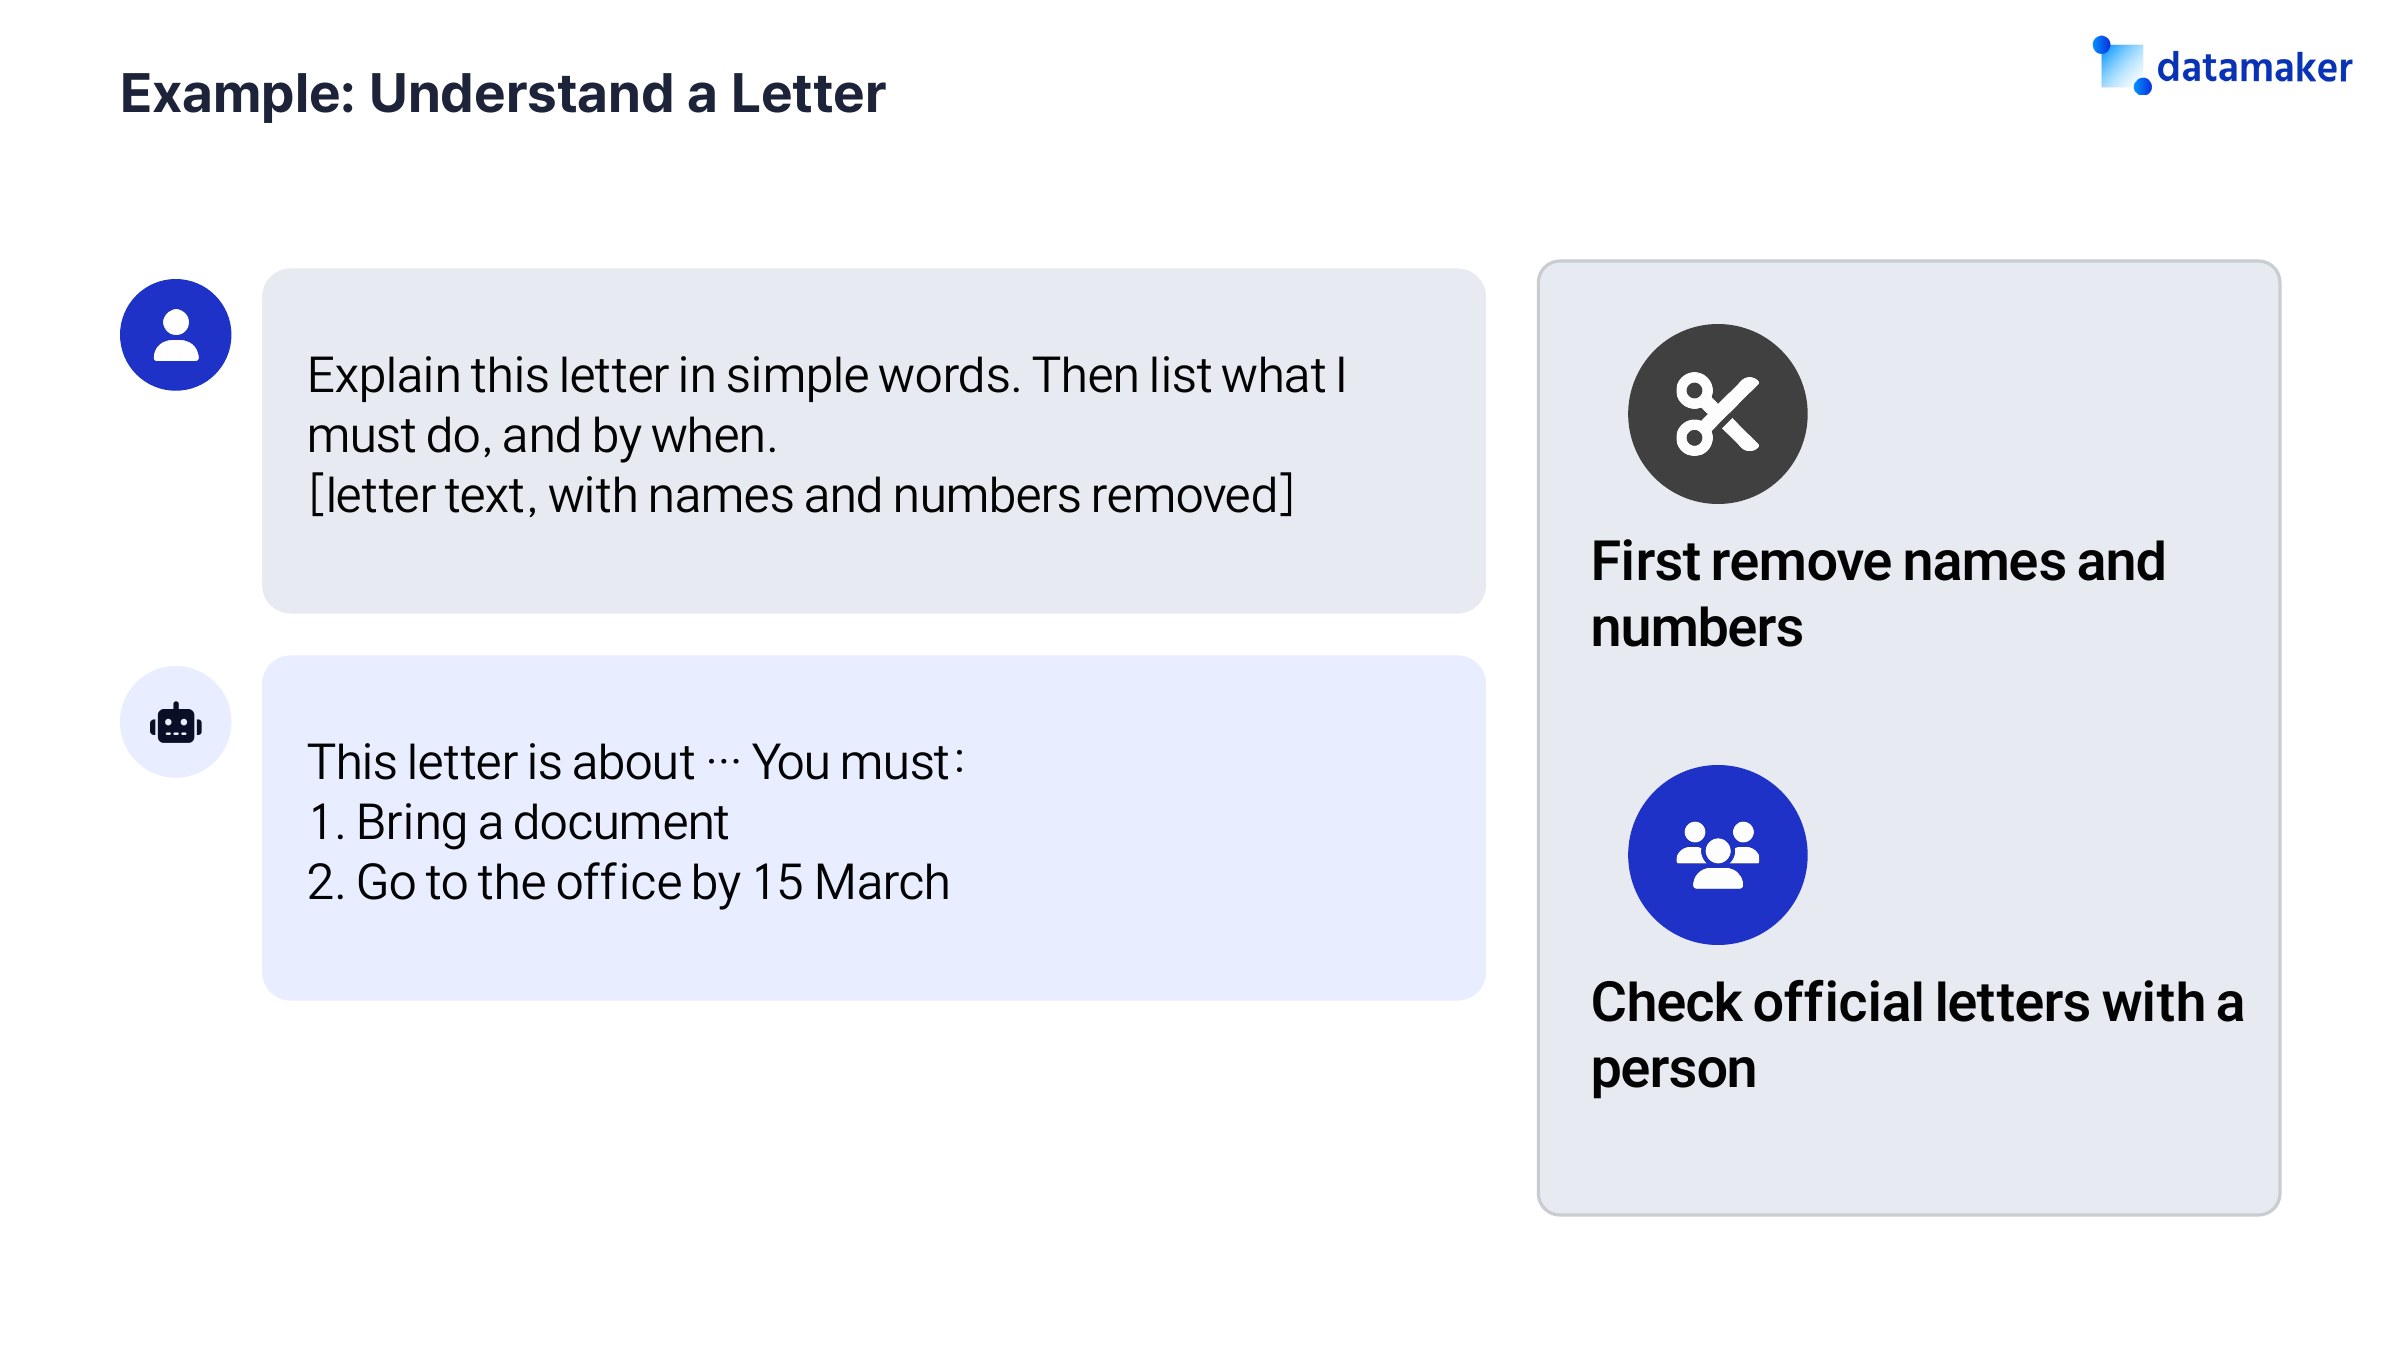 Example: Understand a Letter
datamaker
Explain this letter in simple words. Then list what I
must do, and by when.
[letter text, with names and numbers removed]
This letter is about ··· You must:
1. Bring a document
2. Go to the office by 15 March
First remove names and
numbers
Check official letters with a
person